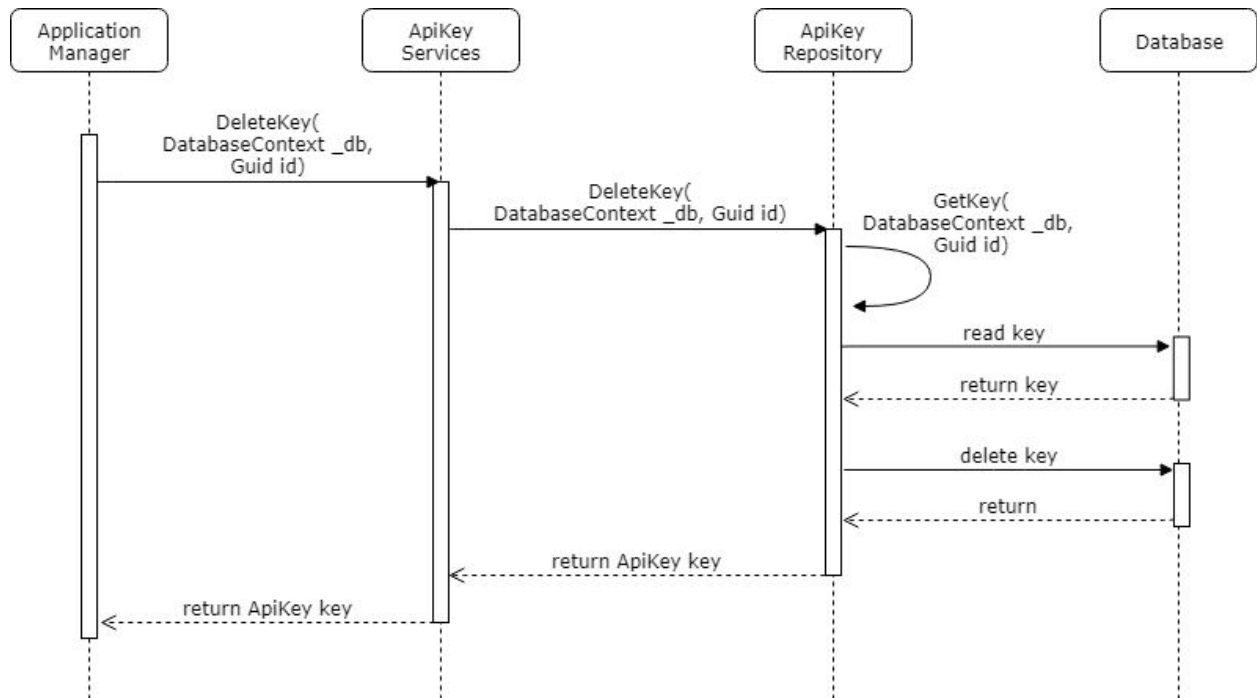 Application
Manager
ApiKey
Services
ApiKey
Repository
Database
DeleteKey(
DatabaseContext _db,
Guid id)
DeleteKey(
DatabaseContext _db, Guid id)
GetKey(
DatabaseContext _db,
Guid id)
read key
return key
delete key
return
return ApiKey key
return ApiKey key